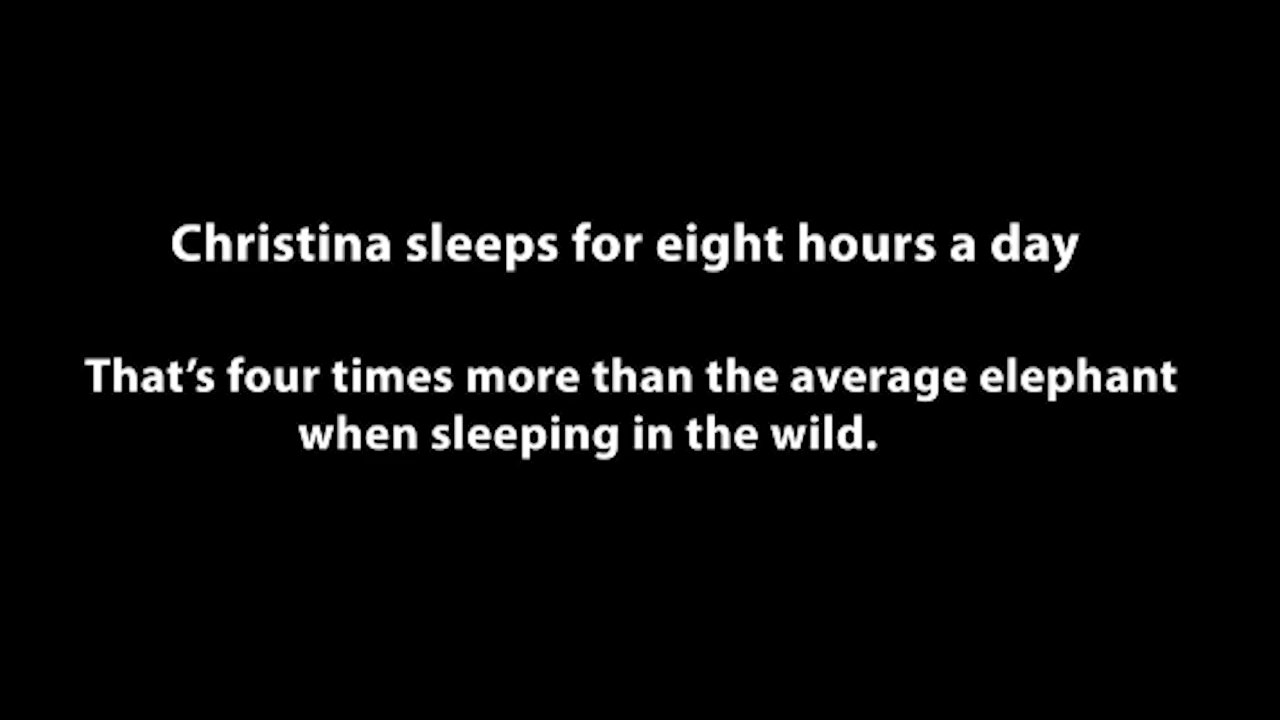 Christina sleeps for eight hours a day
That’s four times more than the average elephant
when sleeping in the wild.